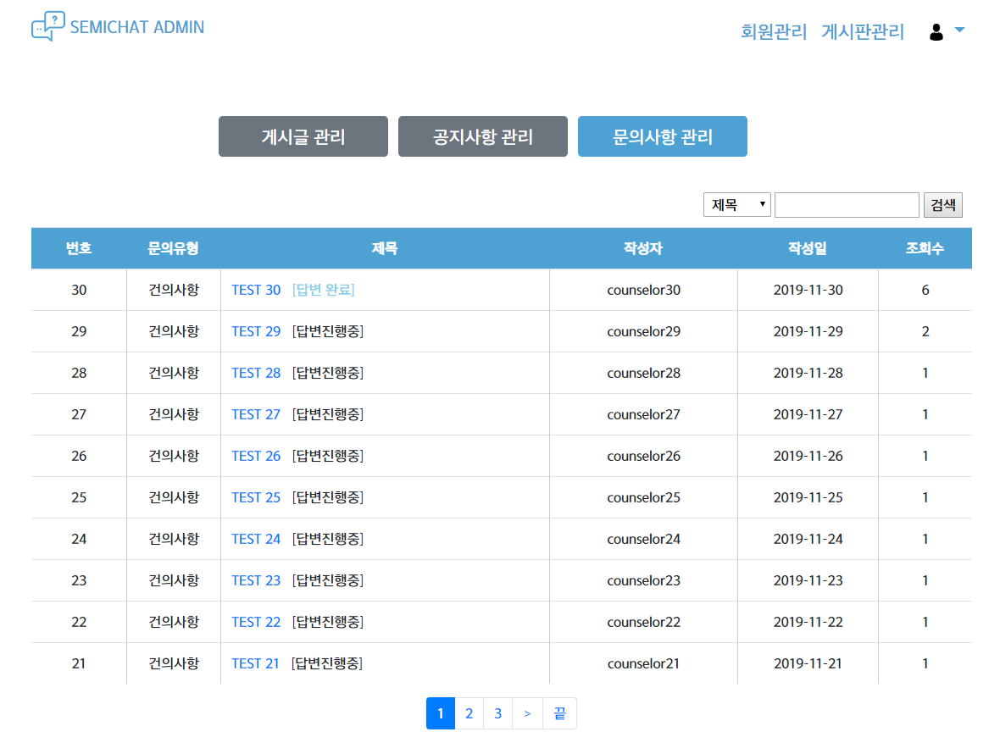 SEMICHAT ADMIN
회원관리 게시판관리
게시글 관리 공지사항 관리 문의사항 관리
제목 검색
번호 문의유형 제목 작성자 작성일 조회수
30 건의사항 TEST 30 [답변 완료] counselor30 2019-11-30 6
29 건의사항 TEST 29 [답변진행중] counselor29 2019-11-29 2
28 건의사항 TEST 28 [답변진행중] counselor28 2019-11-28 1
27 건의사항 TEST 27 [답변진행중] counselor27 2019-11-27 1
26 건의사항 TEST 26 [답변진행중] counselor26 2019-11-26 1
25 건의사항 TEST 25 [답변진행중] counselor25 2019-11-25 1
24 건의사항 TEST 24 [답변진행중] counselor24 2019-11-24 1
23 건의사항 TEST 23 [답변진행중] counselor23 2019-11-23 1
22 건의사항 TEST 22 [답변진행중] counselor22 2019-11-22 1
21 건의사항 TEST 21 [답변진행중] counselor21 2019-11-21 1
1 2 3 > 끝